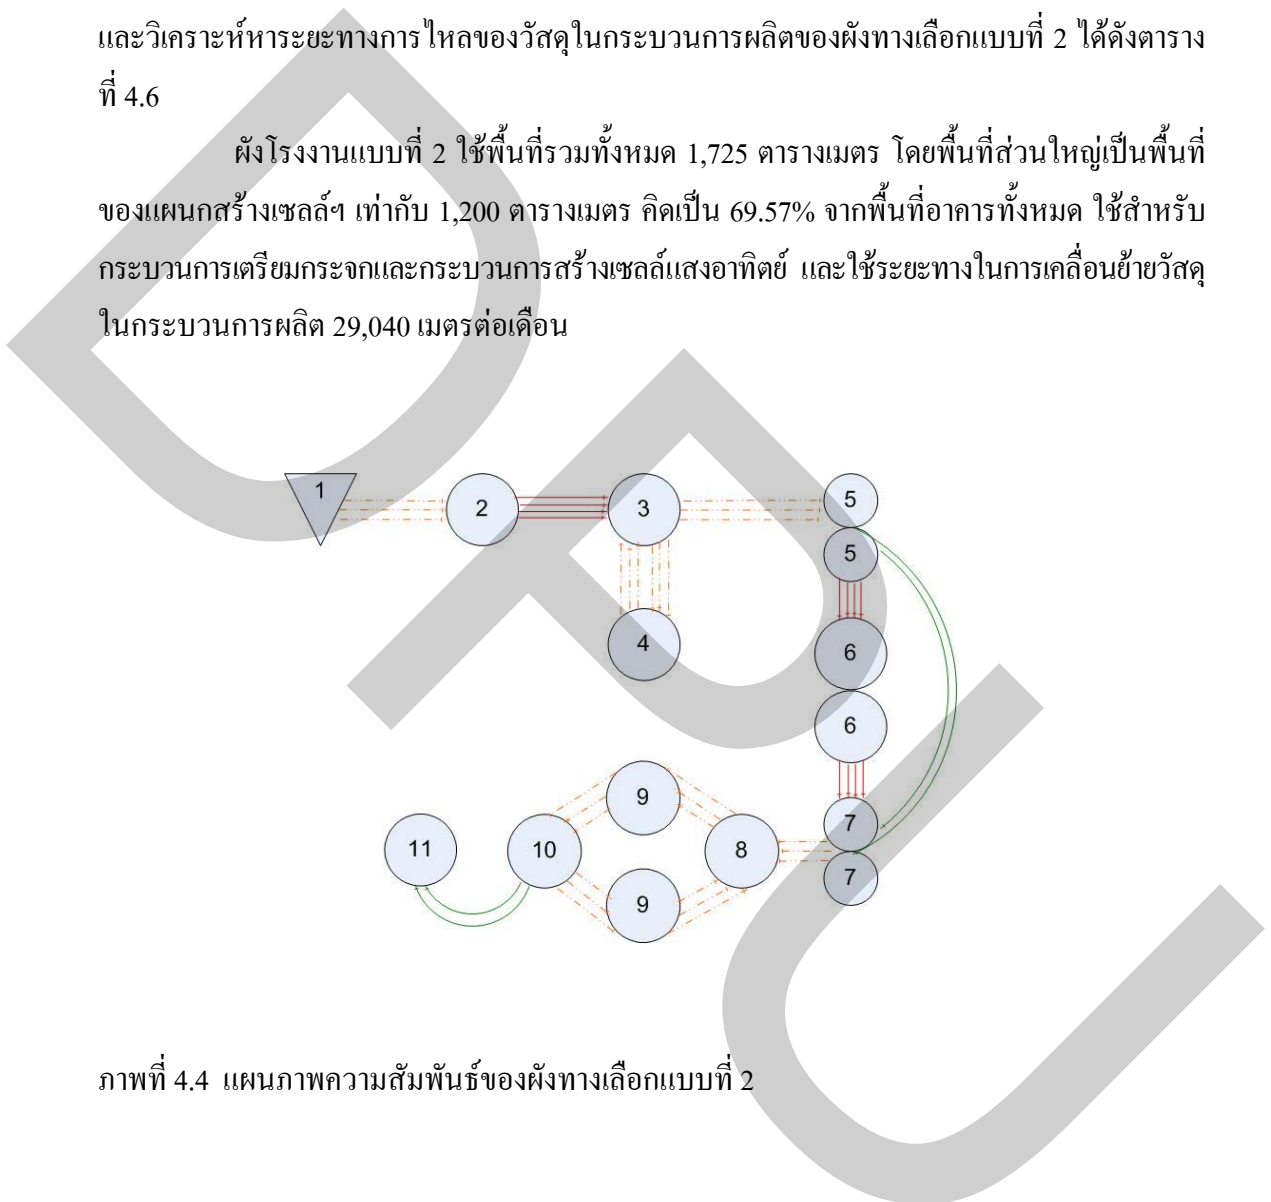 และวิเคราะห์หาระยะทางการไหลของวัสดุในกระบวนการผลิตของผังทางเลือกแบบที่ 2 ได้ดังตาราง
ที่ 4.6
ผังโรงงานแบบที่ 2 ใช้พื้นที่รวมทั้งหมด 1,725 ตารางเมตร โดยพื้นที่ส่วนใหญ่เป็นพื้นที่
ของแผนกสร้างเซลล์ฯ เท่ากับ 1,200 ตารางเมตร คิดเป็น 69.57% จากพื้นที่อาคารทั้งหมด ใช้สำหรับ
กระบวนการเตรียมกระจกและกระบวนการสร้างเซลล์แสงอาทิตย์ และใช้ระยะทางในการเคลื่อนย้ายวัสดุ
ในกระบวนการผลิต 29,040 เมตรต่อเดือน
1
2
3
5
5
4
6
6
9
7
11
10
8
7
9
ภาพที่ 4.4 แผนภาพความสัมพันธ์ของผังทางเลือกแบบที่ 2
DPU